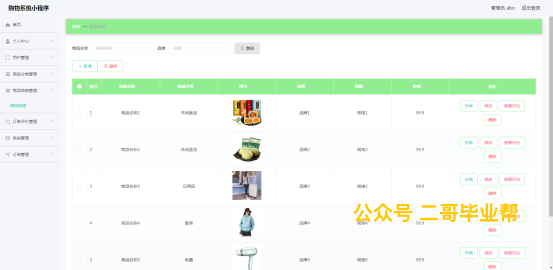 购物系统小程序
管理员 abo 退出登录
首页
首页 商品信息
个人中心
用户管理
商品分类管理
商品信息管理
商品信息
订单评价管理
系统管理
订单管理
商品名称 商品名称 品牌 品牌 查询
+ 新增 删除
索引 商品名称 商品分类 图片 品牌 规格 价格 操作
1 商品名称1 休闲食品 品牌1 规格1 99.9 详情 修改 查看评论
删除
2 商品名称2 休闲食品 品牌2 规格2 99.9 详情 修改 查看评论
删除
3 商品名称3 日用品 品牌3 规格3 99.9 详情 修改 查看评论
删除
4 商品名称4 服装 品牌4 规格4 99.9
删除
公众号 二哥毕业帮
5 商品名称5 电器 品牌5 规格5 99.9 详情 修改 查看评论
删除